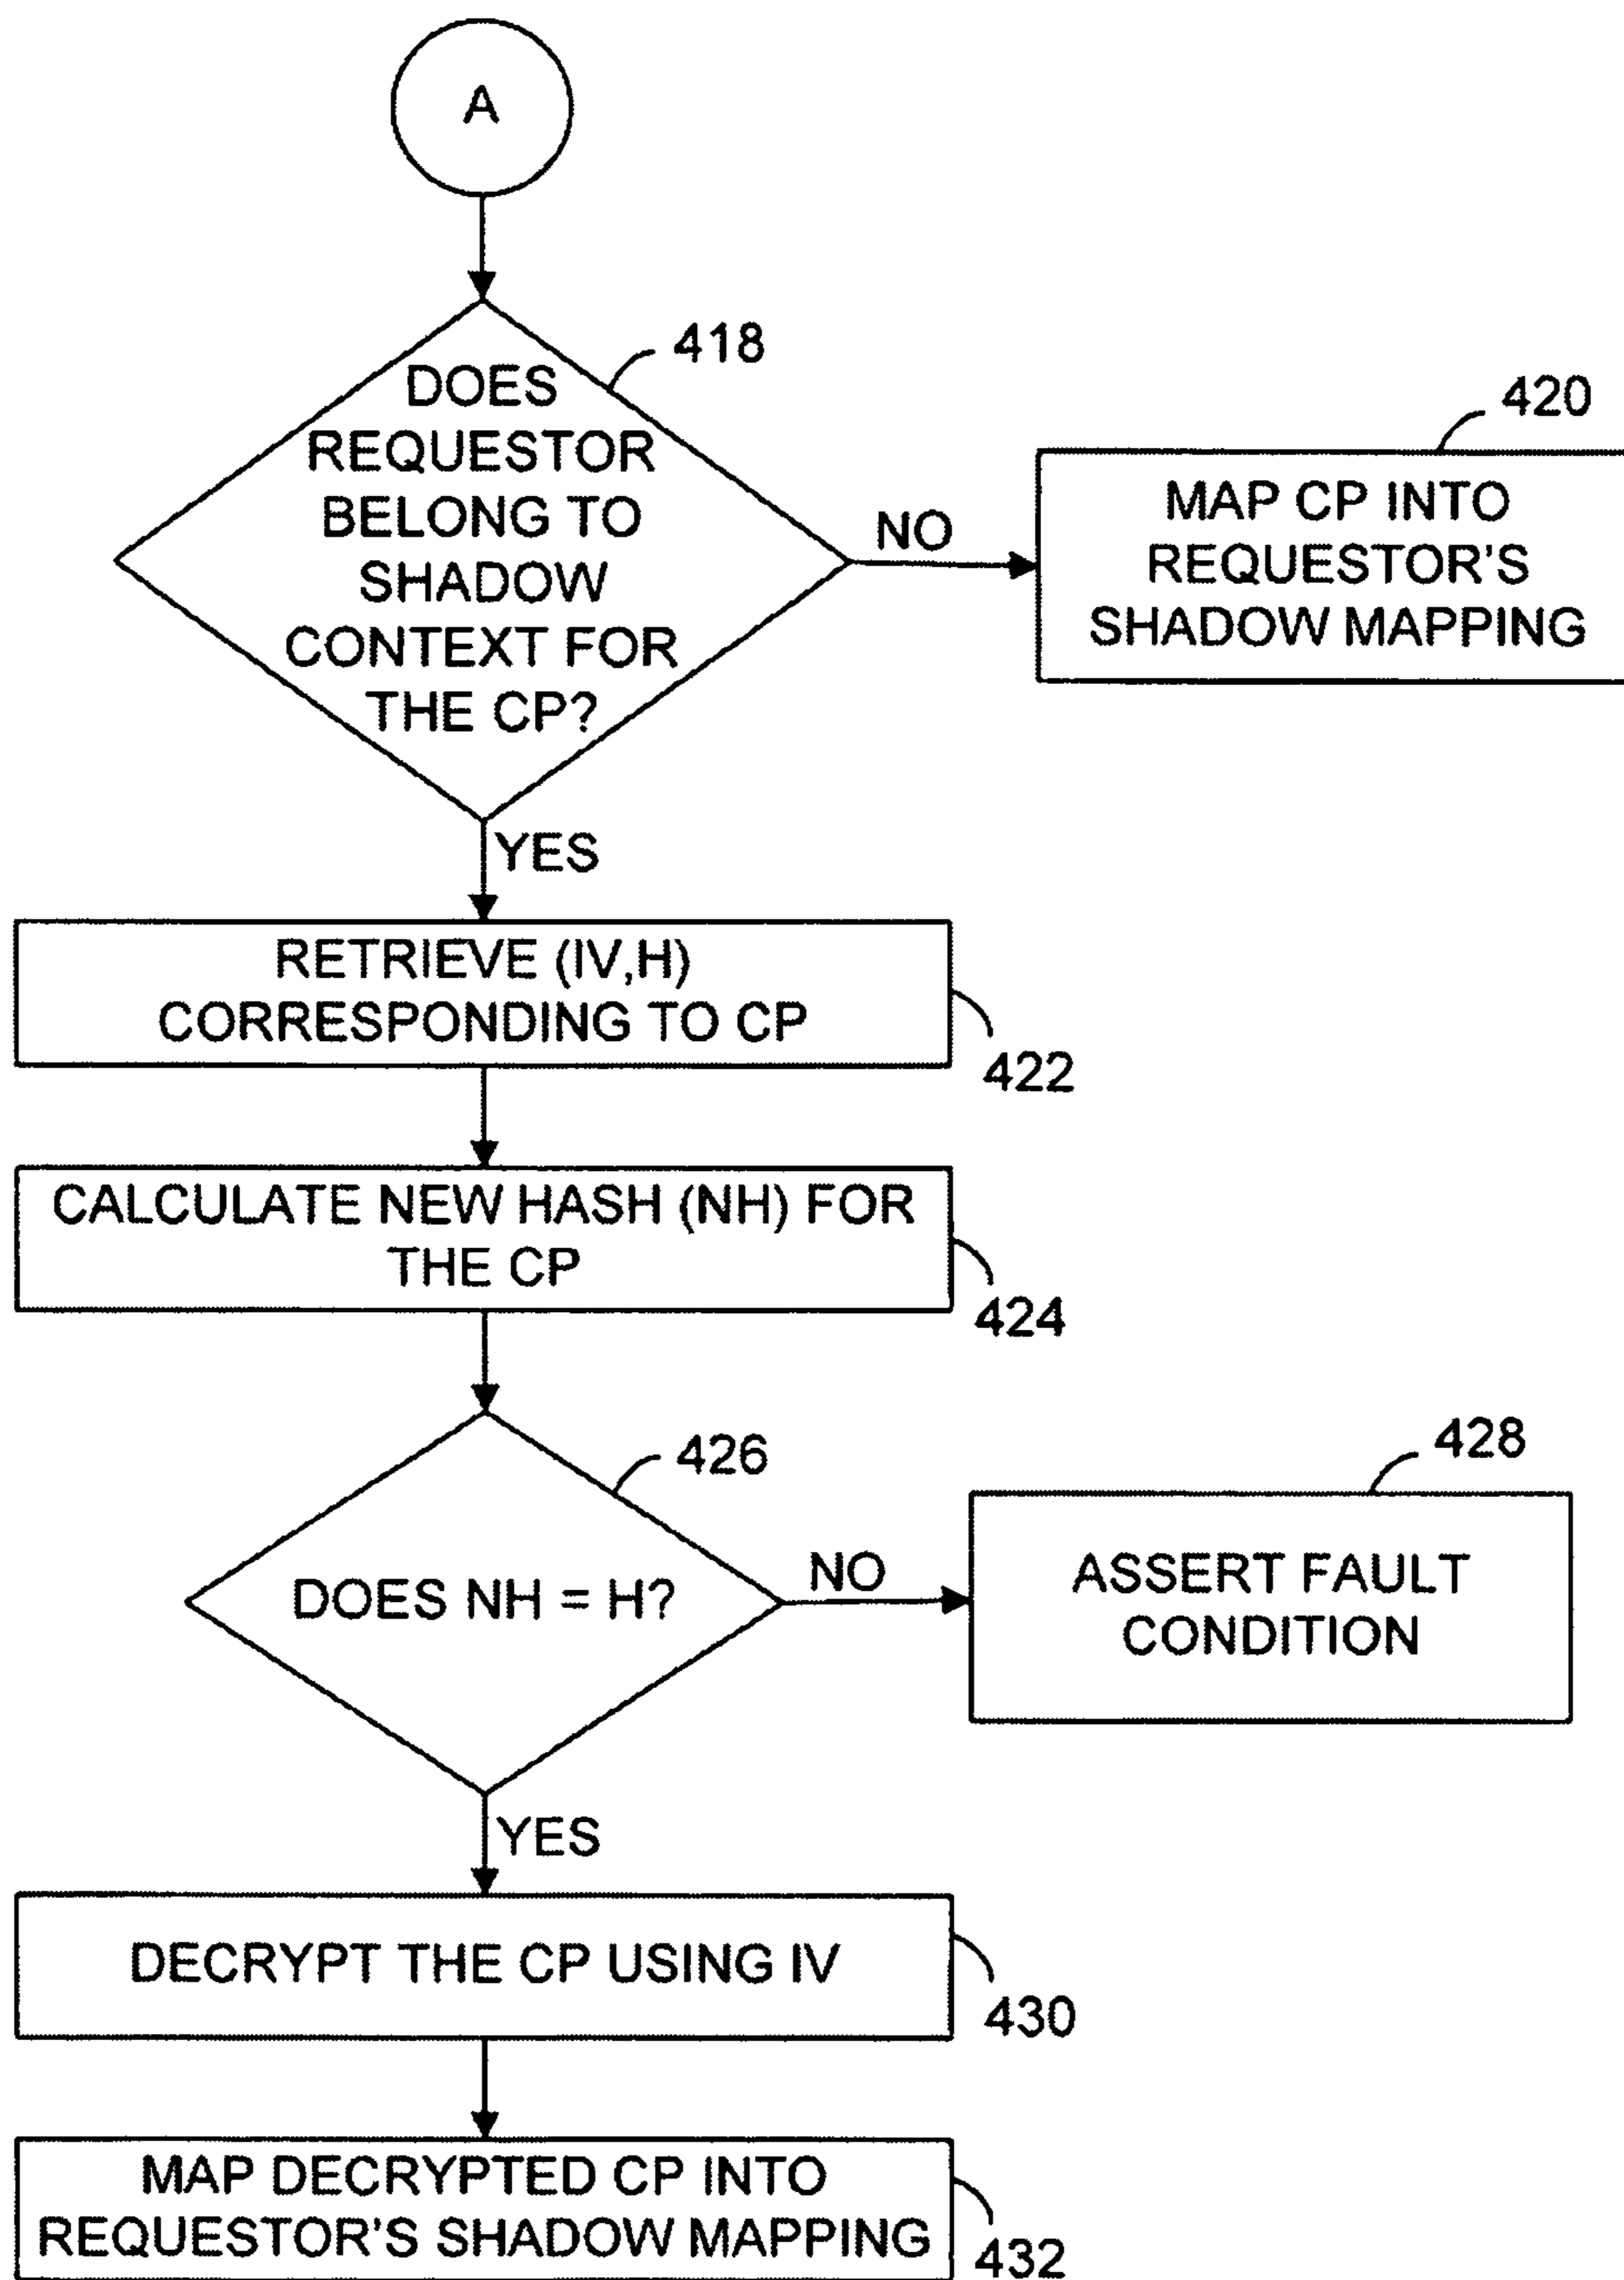 A
418
DOES
REQUESTOR
BELONG TO
SHADOW
CONTEXT FOR
THE CP?
NO
420
MAP CP INTO
REQUESTOR'S
SHADOW MAPPING
YES
RETRIEVE (IV,H)
CORRESPONDING TO CP
422
CALCULATE NEW HASH (NH) FOR
THE CP
424
426
DOES NH = H?
NO
428
ASSERT FAULT
CONDITION
YES
DECRYPT THE CP USING IV
430
MAP DECRYPTED CP INTO
REQUESTOR'S SHADOW MAPPING
432